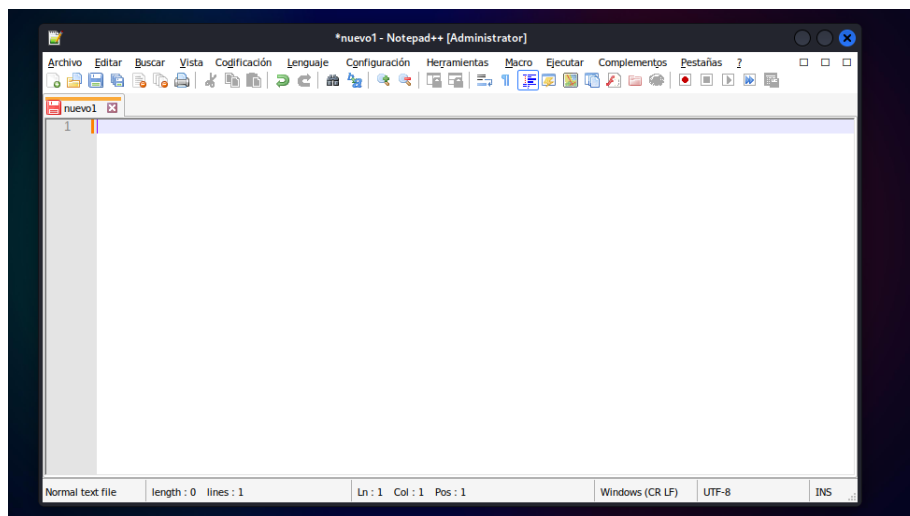 *nuevo1 - Notepad++ [Administrator]
Archivo Editar Buscar Vista Codificación Lenguaje Configuración Herramientas Macro Ejecutar Complementos Pestañas ?
nuevo1
1
Normal text file length : 0 lines : 1 Ln : 1 Col : 1 Pos : 1 Windows (CR LF) UTF-8 INS